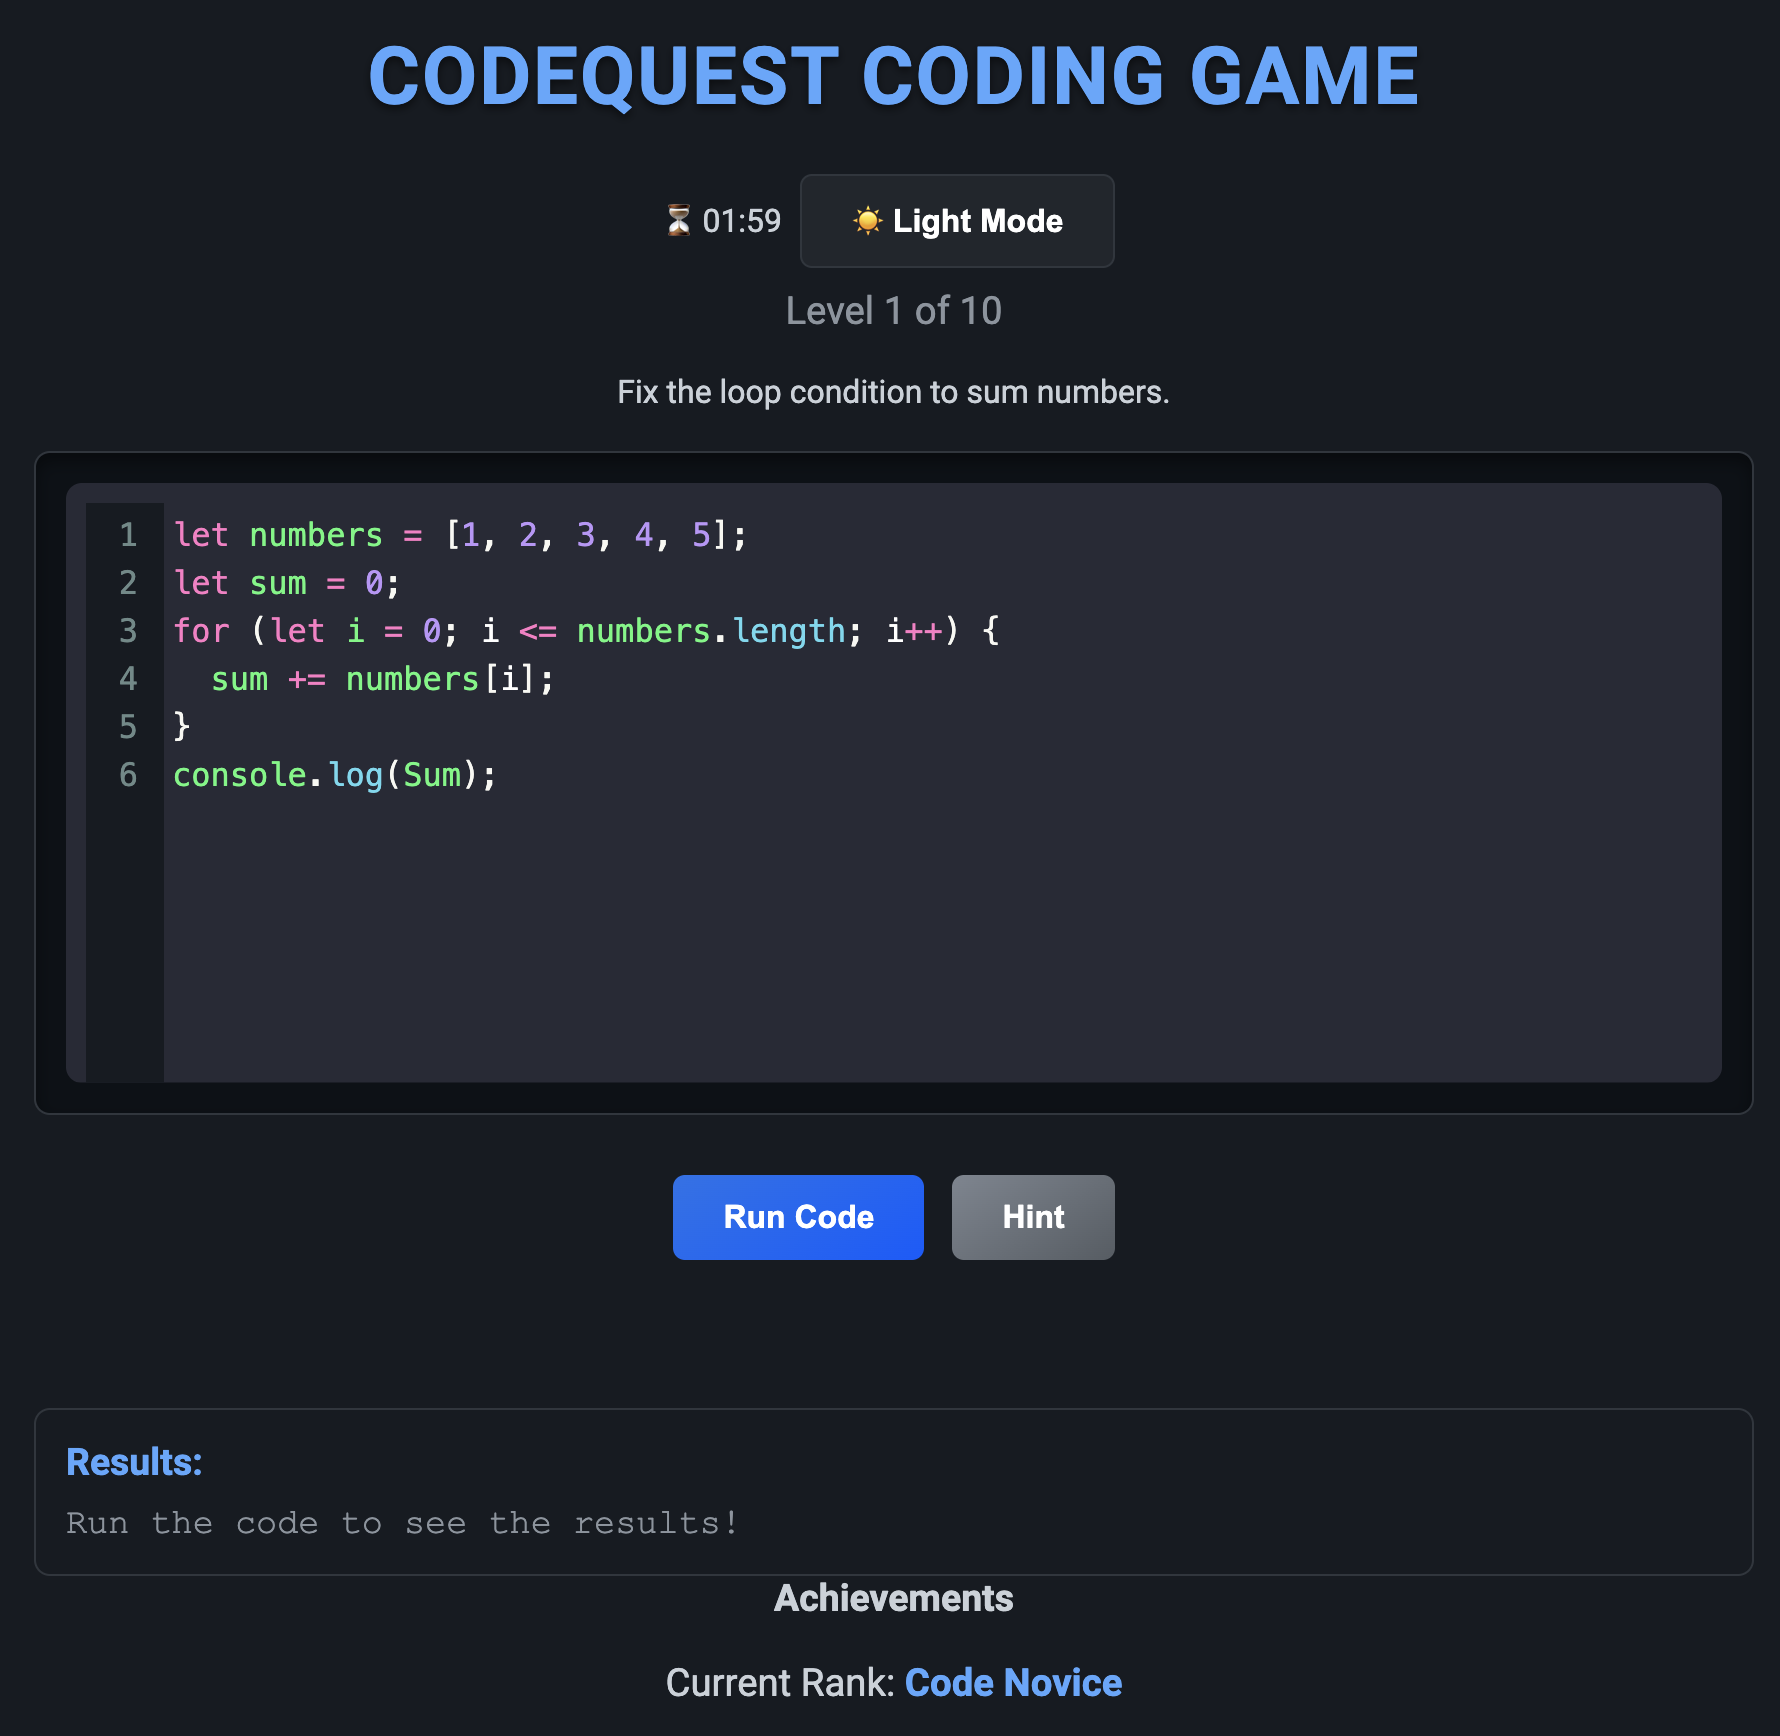 CODEQUEST CODING GAME
⏳ 01:59
☀️ Light Mode
Level 1 of 10
Fix the loop condition to sum numbers.
1 let numbers = [1, 2, 3, 4, 5];
2 let sum = 0;
3 for (let i = 0; i <= numbers.length; i++) {
4   sum += numbers[i];
5 }
6 console.log(Sum);
Run Code
Hint
Results:
Run the code to see the results!
Achievements
Current Rank: Code Novice